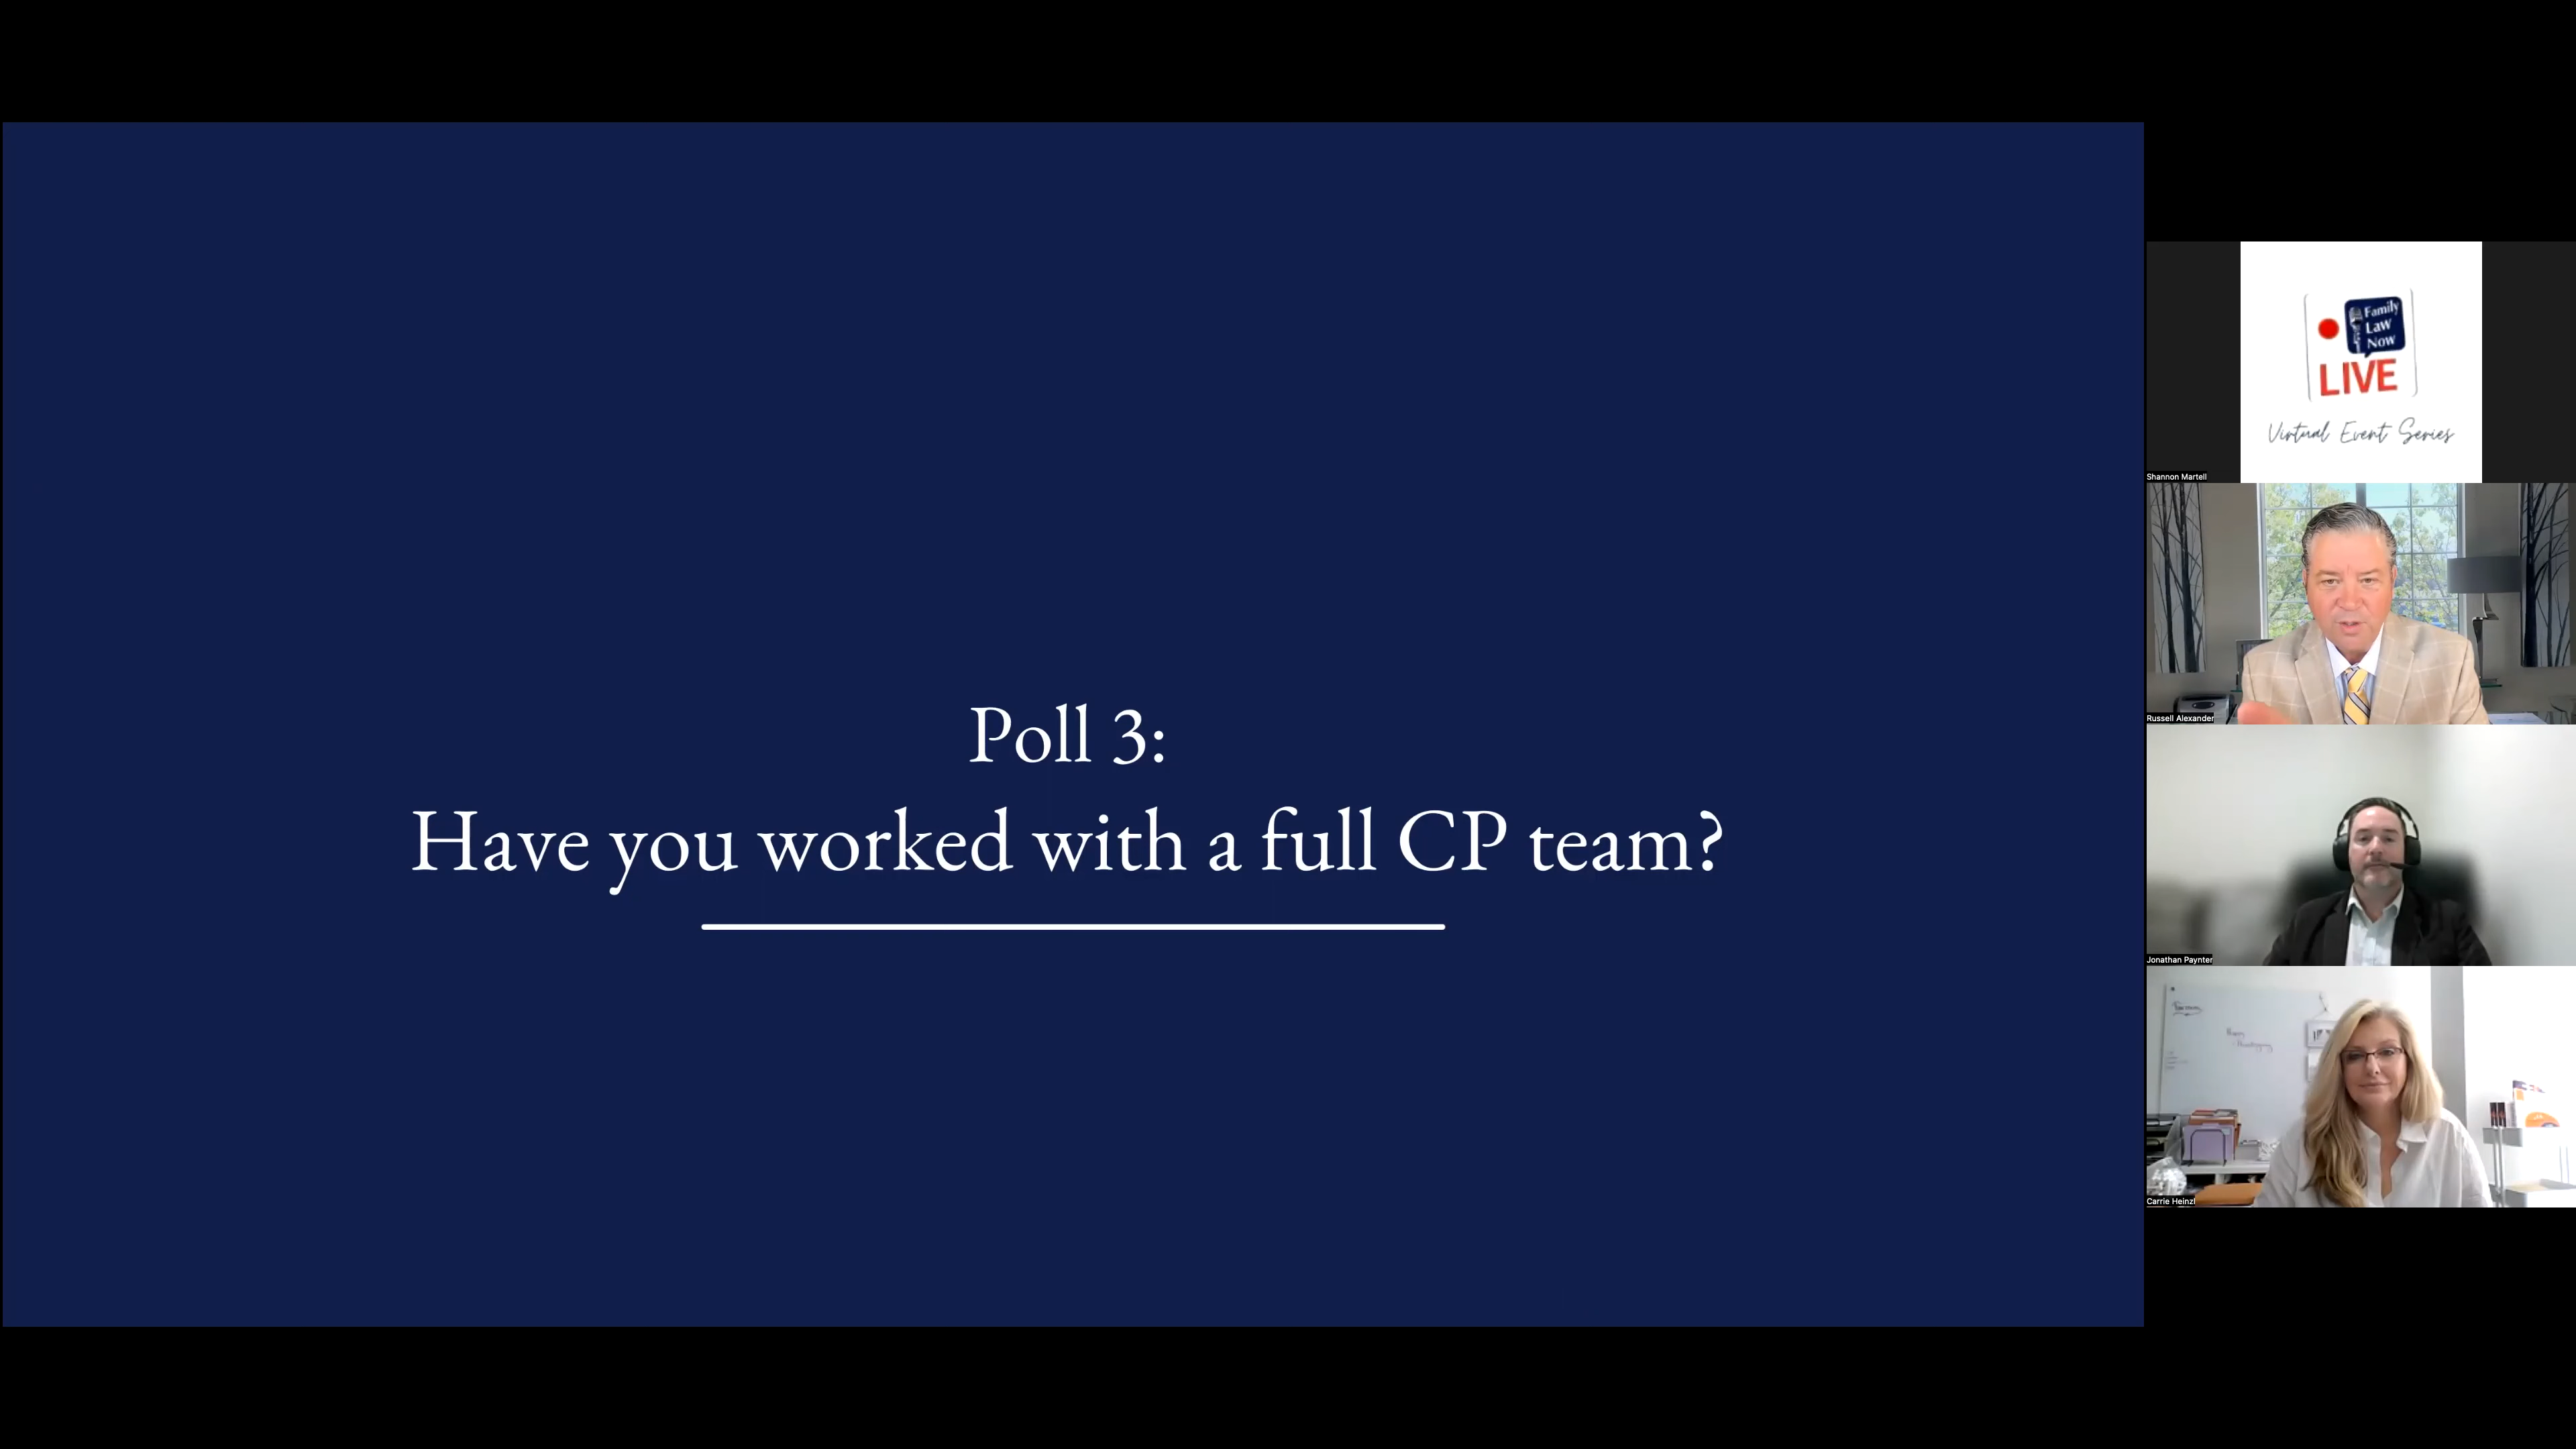 Poll 3:
Have you worked with a full CP team?
Family
Law
Now
LIVE
Virtual Event Series
Shannon Martell
Russell Alexander
Jonathan Paynter
Carrie Heinzl